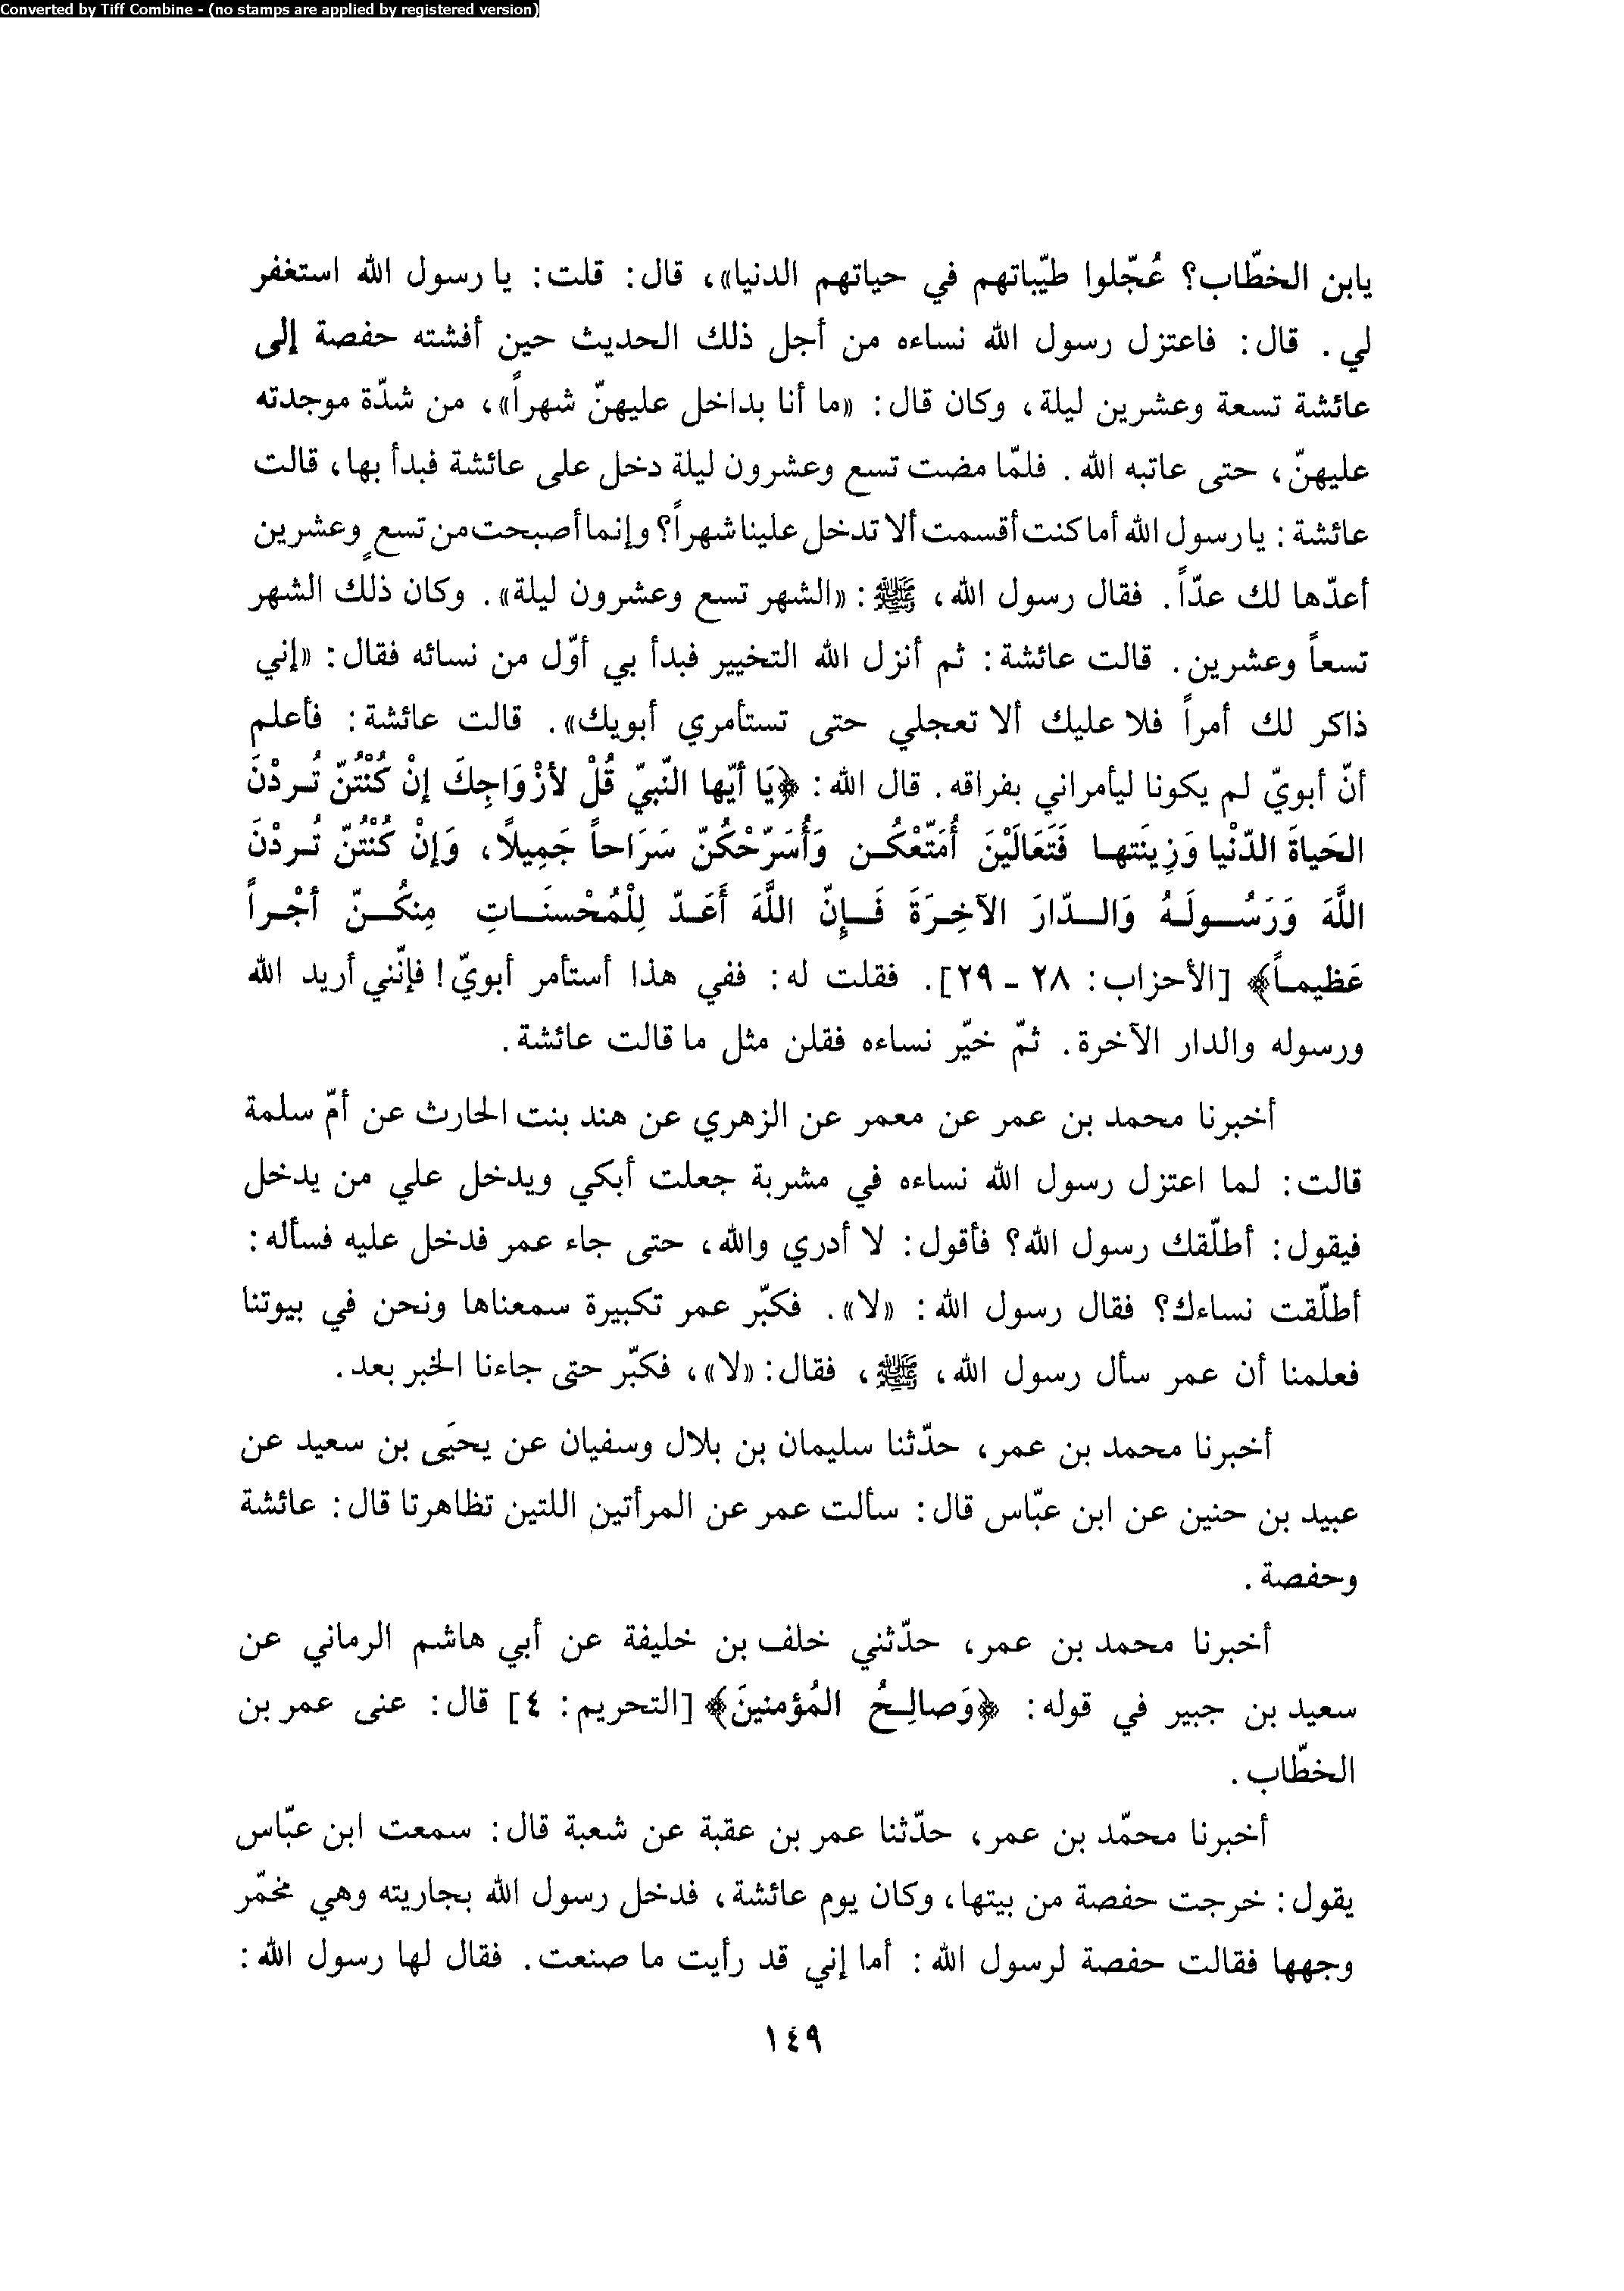 Converted by Tiff Combine - (no stamps are applied by registered version)
يابن الخطّاب؟ عُجّلوا طيّباتهم في حياتهم الدنيا»، قال: قلت: يا رسول الله استغفر
لي. قال: فاعتزل رسول الله نساءه من أجل ذلك الحديث حين أفشته حفصة إلى
عائشة تسعة وعشرين ليلة، وكان قال: «ما أنا بداخل عليهنّ شهراً»، من شدّة موجدته
عليهنّ، حتى عاتبه الله. فلمّا مضت تسع وعشرون ليلة دخل على عائشة فبدأ بها، قالت
عائشة: يا رسول الله أما كنت أقسمت ألا تدخل علينا شهراً؟ وإنما أصبحت من تسعٍ وعشرين
أعدّها لك عدّاً. فقال رسول الله، ﷺ: «الشهر تسع وعشرون ليلة». وكان ذلك الشهر
تسعاً وعشرين. قالت عائشة: ثم أنزل الله التخيير فبدأ بي أوّل من نسائه فقال: «إني
ذاكر لك أمراً فلا عليك ألا تعجلي حتى تستأمري أبويك». قالت عائشة: فأعلم
أنّ أبويّ لم يكونا ليأمراني بفراقه. قال الله: ﴿يَا أيّها النّبيّ قُلْ لأزْوَاجِكَ إنْ كُنْتُنّ تُرِدْنَ
الحَياةَ الدّنْيا وَزِينَتها فَتَعَالَيْنَ أُمَتّعْكُن وَأُسَرّحْكُنّ سَرَاحاً جَمِيلًا، وَإنْ كُنْتُنّ تُرِدْنَ
اللَّهَ وَرَسُولَهُ وَالدّارَ الآخِرَةَ فَإِنّ اللَّهَ أَعَدّ لِلْمُحْسنَاتِ مِنكُنّ أجْراً
عَظيماً﴾ [الأحزاب: ٢٨ - ٢٩]. فقلت له: ففي هذا أستأمر أبويّ! فإنّني أريد الله
ورسوله والدار الآخرة. ثمّ خيّر نساءه فقلن مثل ما قالت عائشة.
أخبرنا محمد بن عمر عن معمر عن الزهري عن هند بنت الحارث عن أمّ سلمة
قالت: لما اعتزل رسول الله نساءه في مشربة جعلت أبكي ويدخل علي من يدخل
فيقول: أطلّقك رسول الله؟ فأقول: لا أدري والله، حتى جاء عمر فدخل عليه فسأله:
أطلّقت نساءك؟ فقال رسول الله: «لا». فكبّر عمر تكبيرة سمعناها ونحن في بيوتنا
فعلمنا أن عمر سأل رسول الله، ﷺ، فقال: «لا»، فكبّر حتى جاءنا الخبر بعد.
أخبرنا محمد بن عمر، حدّثنا سليمان بن بلال وسفيان عن يحيَى بن سعيد عن
عبيد بن حنين عن ابن عبّاس قال: سألت عمر عن المرأتين اللتين تظاهرتا قال: عائشة
وحفصة.
أخبرنا محمد بن عمر، حدّثني خلف بن خليفة عن أبي هاشم الرماني عن
سعيد بن جبير في قوله: ﴿وَصالِحُ المُؤمنينَ﴾ [التحريم: ٤] قال: عنى عمر بن
الخطّاب.
أخبرنا محمّد بن عمر، حدّثنا عمر بن عقبة عن شعبة قال: سمعت ابن عبّاس
يقول: خرجت حفصة من بيتها، وكان يوم عائشة، فدخل رسول الله بجاريته وهي مخمّر
وجهها فقالت حفصة لرسول الله: أما إني قد رأيت ما صنعت. فقال لها رسول الله:
١٤٩